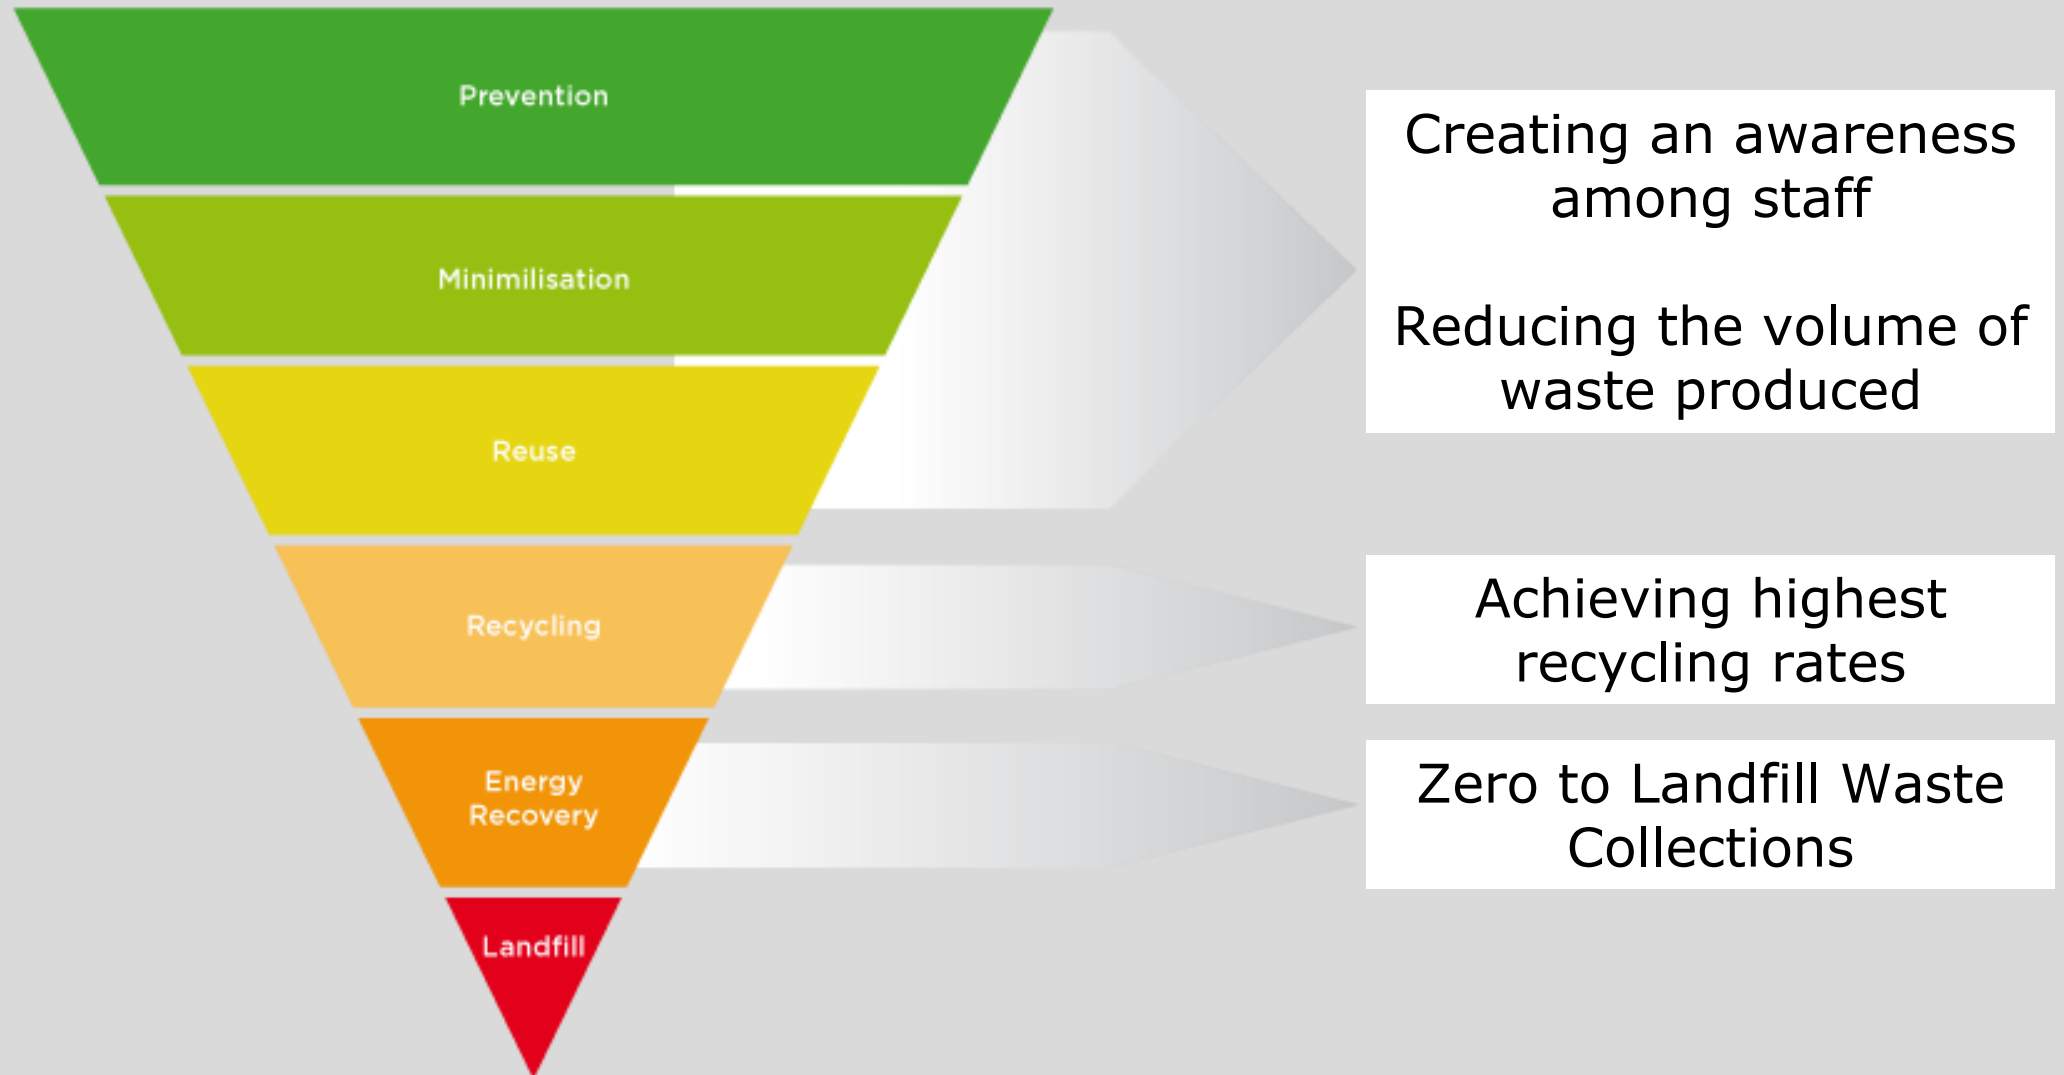 Prevention
Minimilisation
Reuse
Recycling
Energy
Recovery
Landfill
Creating an awareness
among staff
Reducing the volume of
waste produced
Achieving highest
recycling rates
Zero to Landfill Waste
Collections